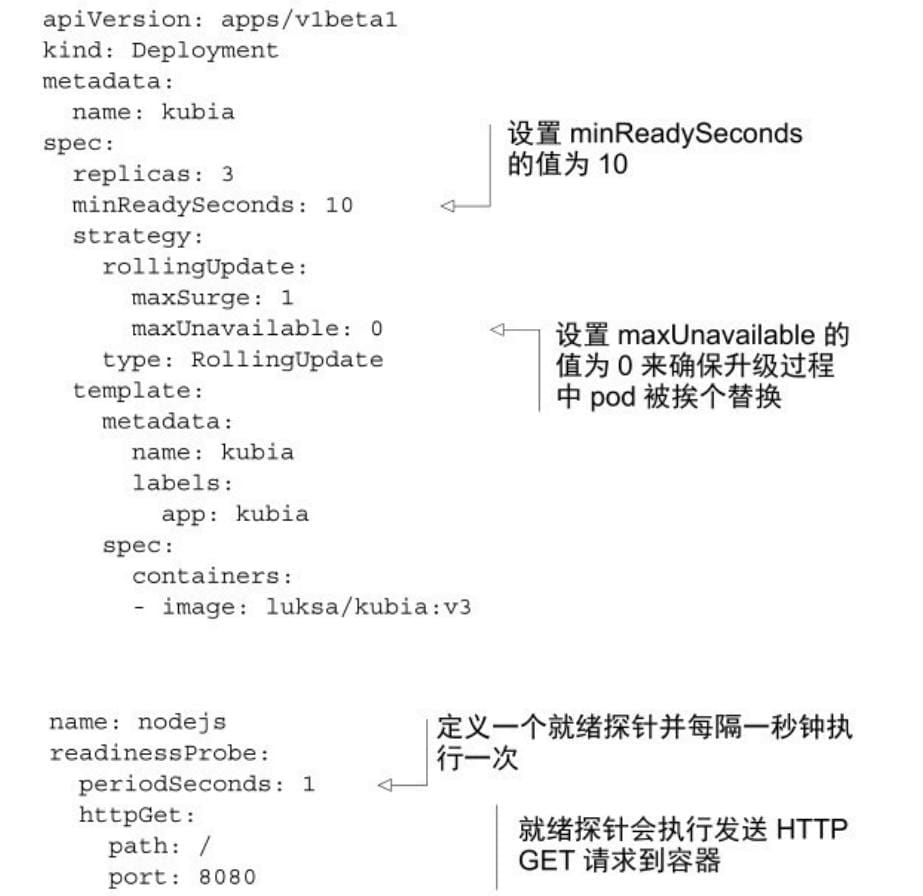 apiVersion: apps/v1beta1
kind: Deployment
metadata:
  name: kubia
spec:
  replicas: 3
  minReadySeconds: 10
  strategy:
    rollingUpdate:
      maxSurge: 1
      maxUnavailable: 0
    type: RollingUpdate
  template:
    metadata:
      name: kubia
      labels:
        app: kubia
    spec:
      containers:
      - image: luksa/kubia:v3
设置 minReadySeconds
的值为 10
设置 maxUnavailable 的
值为 0 来确保升级过程
中 pod 被挨个替换
name: nodejs
readinessProbe:
  periodSeconds: 1
  httpGet:
    path: /
    port: 8080
定义一个就绪探针并每隔一秒钟执
行一次
就绪探针会执行发送 HTTP
GET 请求到容器